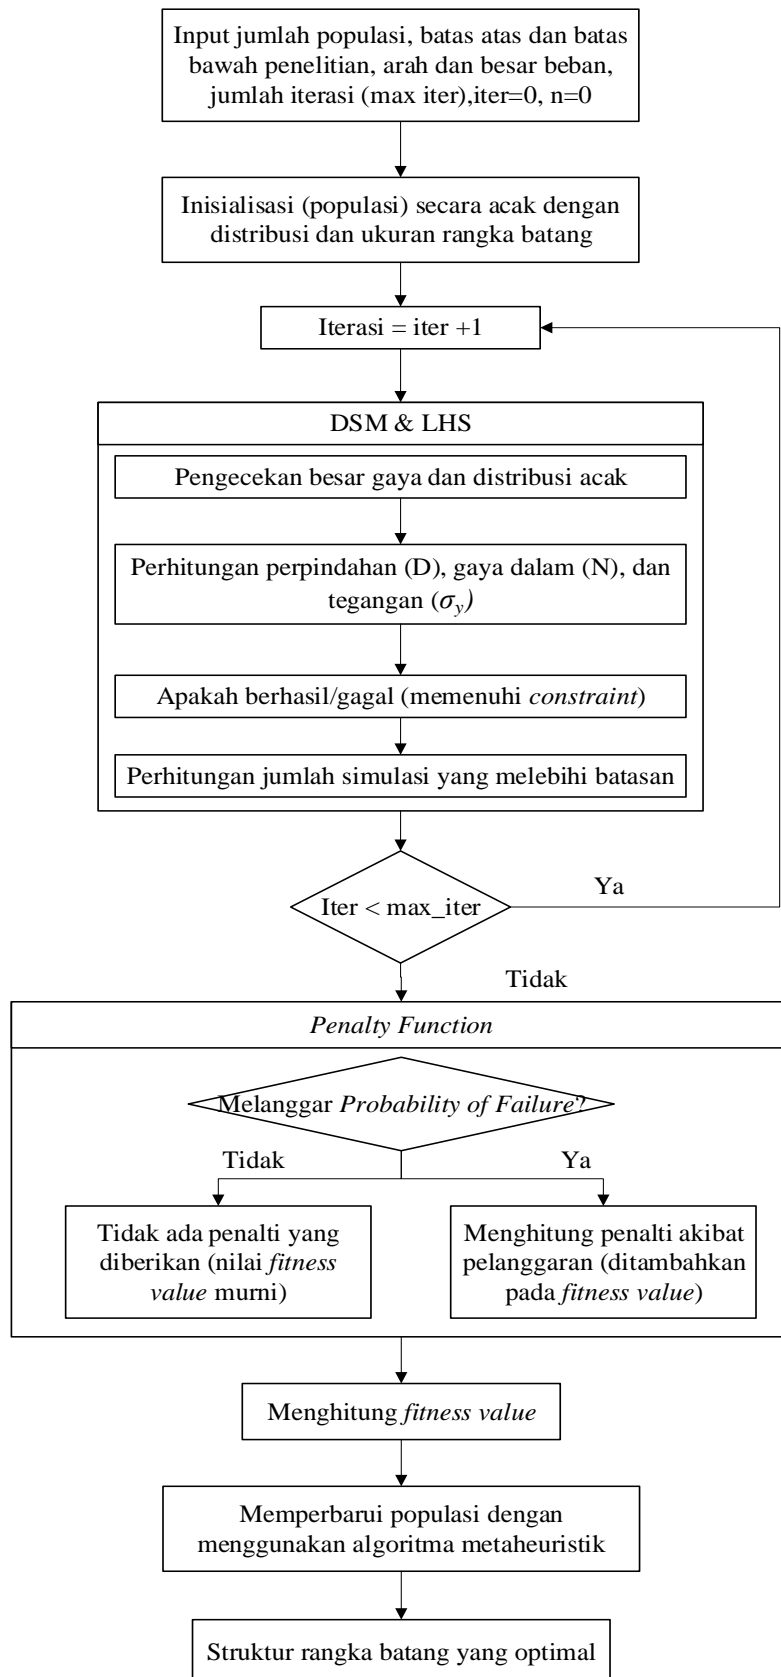 Input jumlah populasi, batas atas dan batas
bawah penelitian, arah dan besar beban,
jumlah iterasi (max iter),iter=0, n=0
Inisialisasi (populasi) secara acak dengan
distribusi dan ukuran rangka batang
Iterasi = iter +1
DSM & LHS
Pengecekan besar gaya dan distribusi acak
Perhitungan perpindahan (D), gaya dalam (N), dan
tegangan (σy)
Apakah berhasil/gagal (memenuhi constraint)
Perhitungan jumlah simulasi yang melebihi batasan
Iter < max_iter
Ya
Tidak
Penalty Function
Melanggar Probability of Failure?
Tidak
Ya
Tidak ada penalti yang
diberikan (nilai fitness
value murni)
Menghitung penalti akibat
pelanggaran (ditambahkan
pada fitness value)
Menghitung fitness value
Memperbarui populasi dengan
menggunakan algoritma metaheuristik
Struktur rangka batang yang optimal